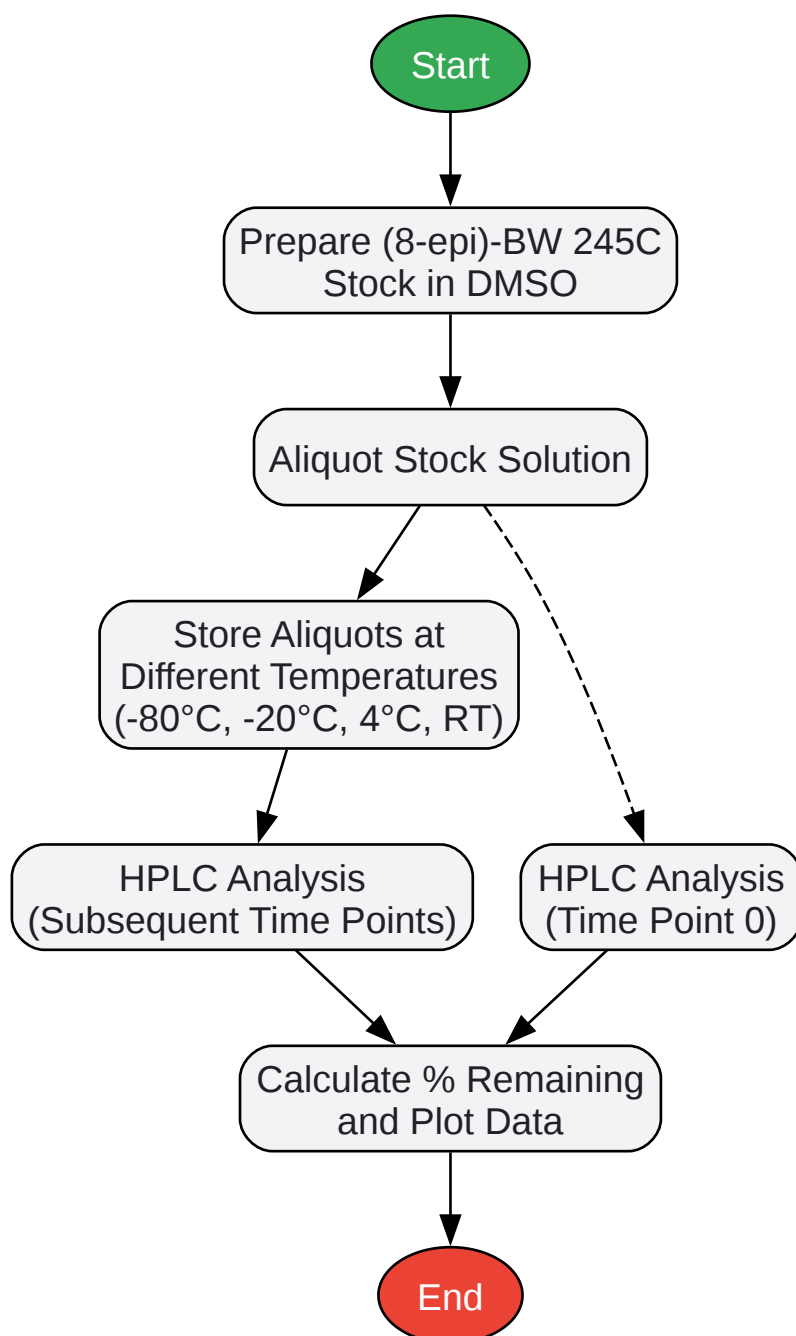 Start
Prepare (8-epi)-BW 245C
Stock in DMSO
Aliquot Stock Solution
Store Aliquots at
Different Temperatures
(-80°C, -20°C, 4°C, RT)
HPLC Analysis
(Subsequent Time Points)
HPLC Analysis
(Time Point 0)
Calculate % Remaining
and Plot Data
End